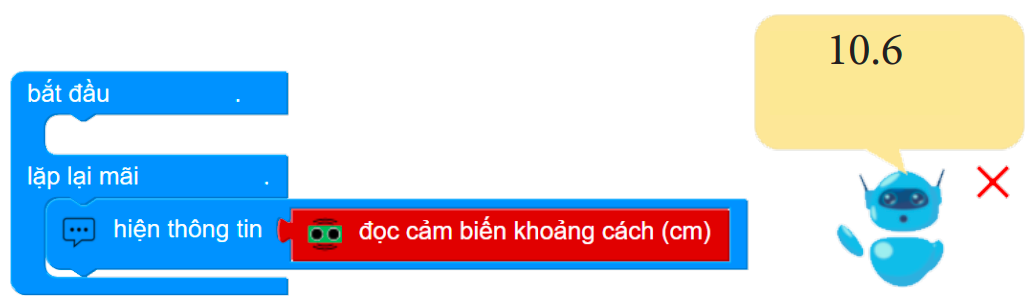 10.6
bắt đầu .
lặp lại mãi .
hiện thông tin đọc cảm biến khoảng cách (cm)